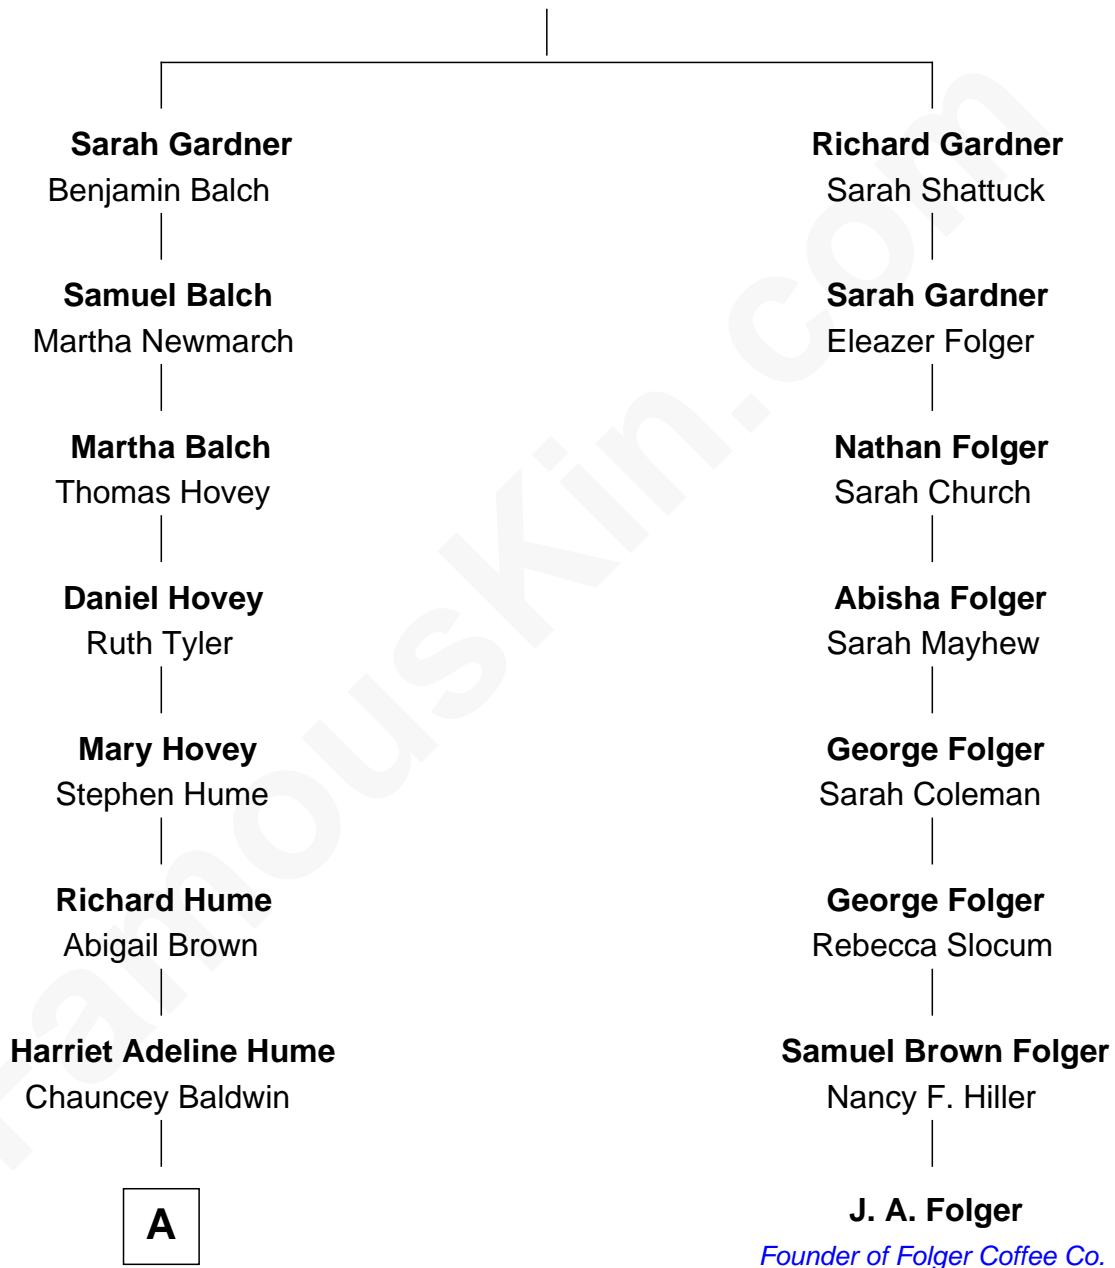 Sarah Gardner
Benjamin Balch
Samuel Balch
Martha Newmarch
Martha Balch
Thomas Hovey
Daniel Hovey
Ruth Tyler
Mary Hovey
Stephen Hume
Richard Hume
Abigail Brown
Harriet Adeline Hume
Chauncey Baldwin
A
Richard Gardner
Sarah Shattuck
Sarah Gardner
Eleazer Folger
Nathan Folger
Sarah Church
Abisha Folger
Sarah Mayhew
George Folger
Sarah Coleman
George Folger
Rebecca Slocum
Samuel Brown Folger
Nancy F. Hiller
J. A. Folger
Founder of Folger Coffee Co.
FamousKin.com